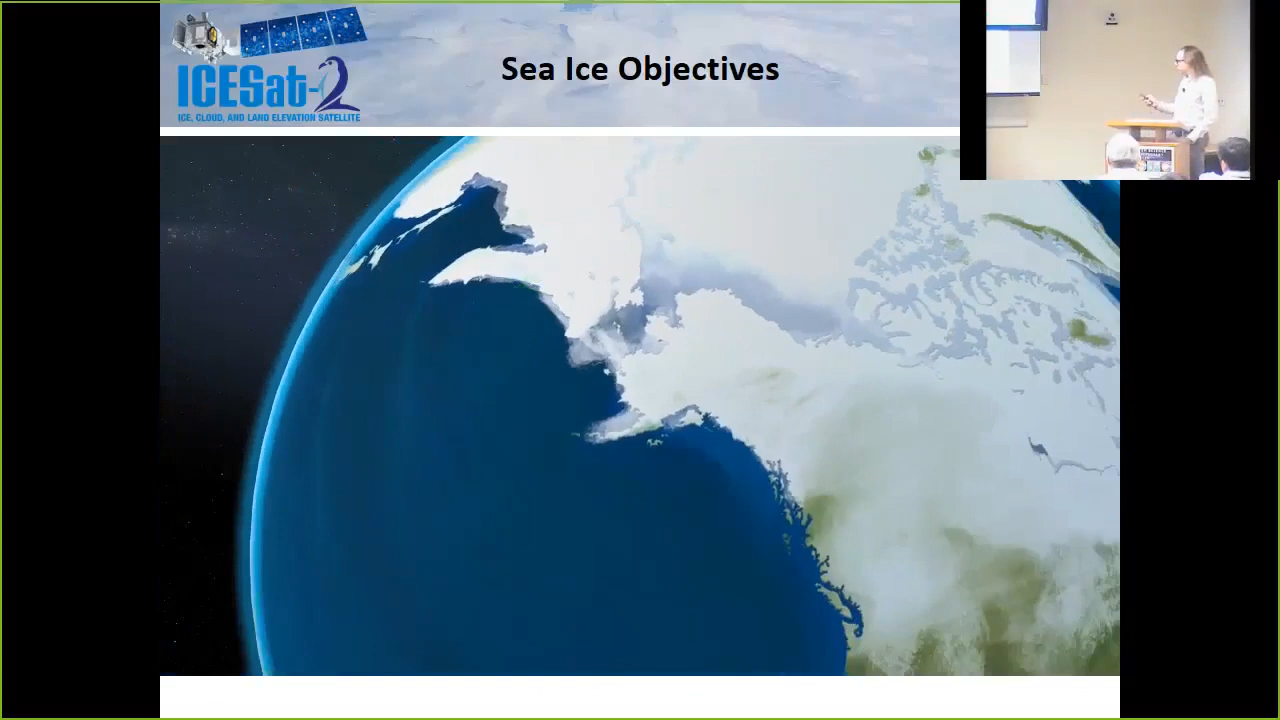 Sea Ice Objectives
ICESat-2
ICE, CLOUD, AND LAND ELEVATION SATELLITE